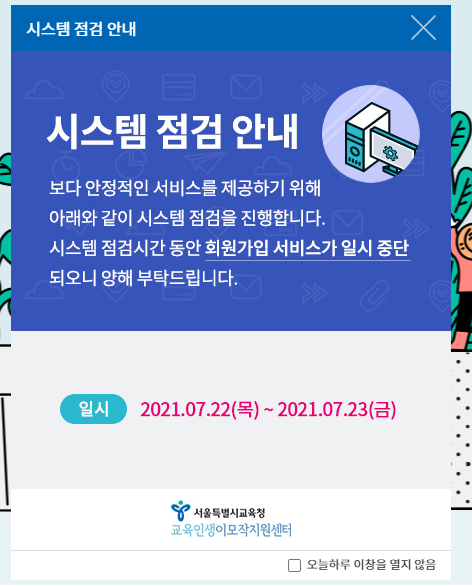 시스템 점검 안내
시스템 점검 안내
보다 안정적인 서비스를 제공하기 위해
아래와 같이 시스템 점검을 진행합니다.
시스템 점검시간 동안 회원가입 서비스가 일시 중단
되오니 양해 부탁드립니다.
일시 2021.07.22(목) ~ 2021.07.23(금)
서울특별시교육청
교육인생이모작지원센터
오늘하루 이창을 열지 않음